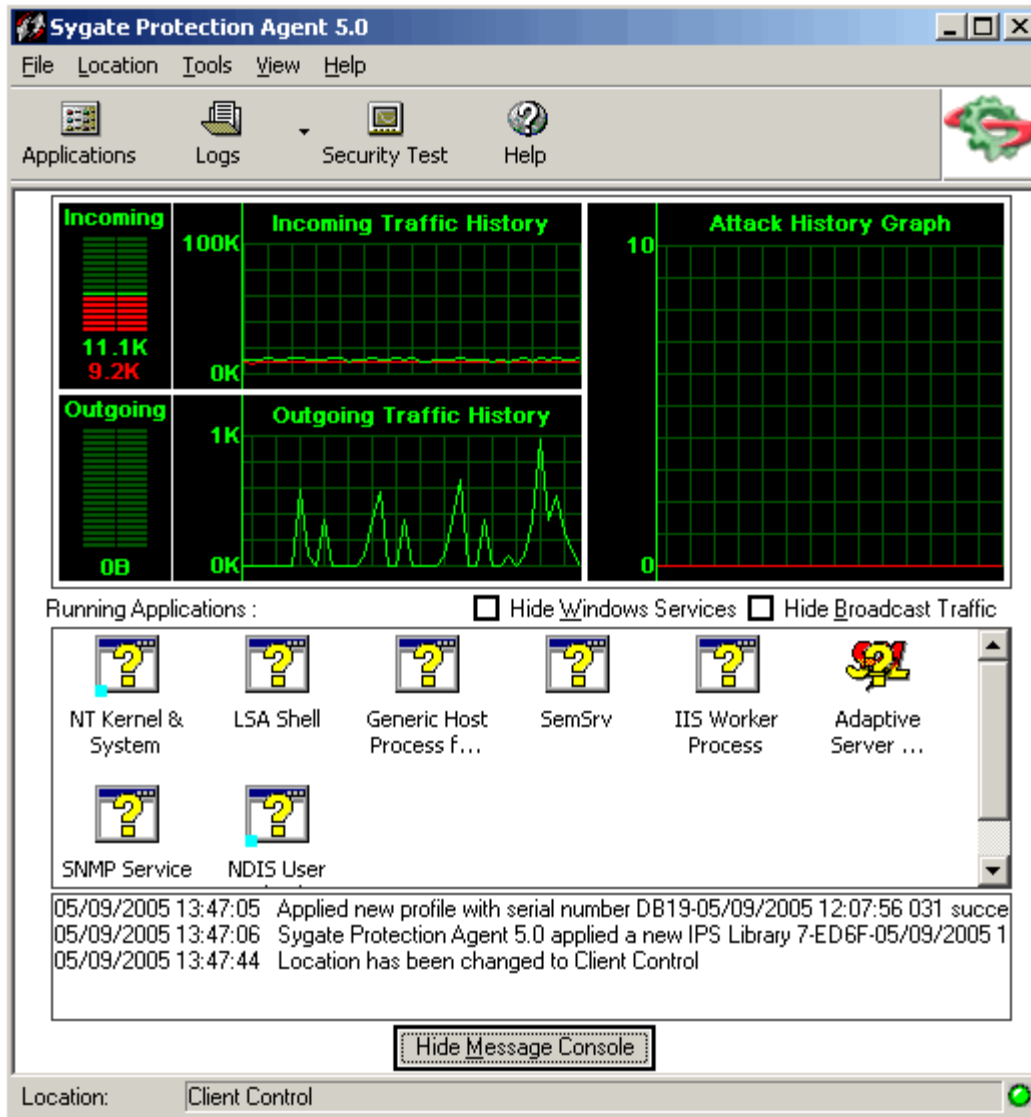 Sygate Protection Agent 5.0
File Location Tools View Help
Applications Logs Security Test Help
Incoming
11.1K
9.2K
Incoming Traffic History
100K
0K
Attack History Graph
10
0
Outgoing
0B
Outgoing Traffic History
1K
0K
Running Applications : Hide Windows Services Hide Broadcast Traffic
NT Kernel &
System
LSA Shell
Generic Host
Process f...
SemSrv
IIS Worker
Process
Adaptive
Server ...
SNMP Service
NDIS User
05/09/2005 13:47:05 Applied new profile with serial number DB19-05/09/2005 12:07:56 031 succe
05/09/2005 13:47:06 Sygate Protection Agent 5.0 applied a new IPS Library 7-ED6F-05/09/2005 1
05/09/2005 13:47:44 Location has been changed to Client Control
Hide Message Console
Location: Client Control